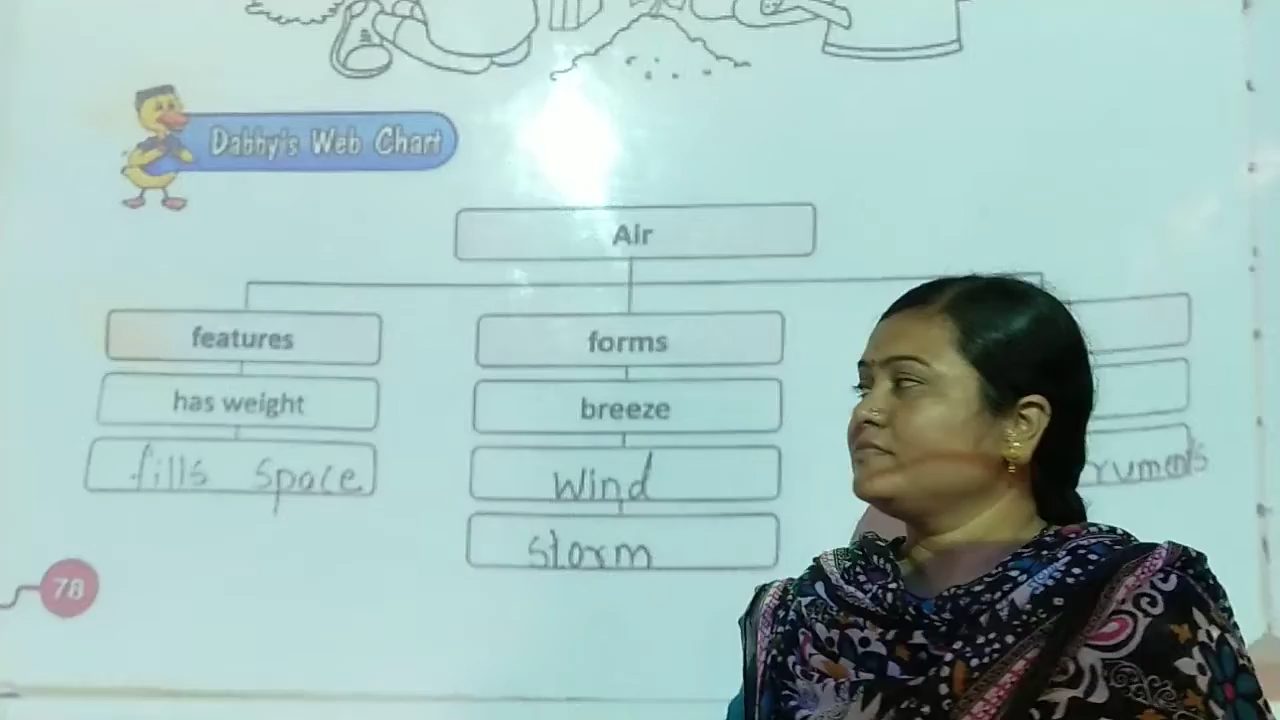 Dabby's Web Chart
Air
features
forms
has weight
breeze
fills space
wind
storm
78